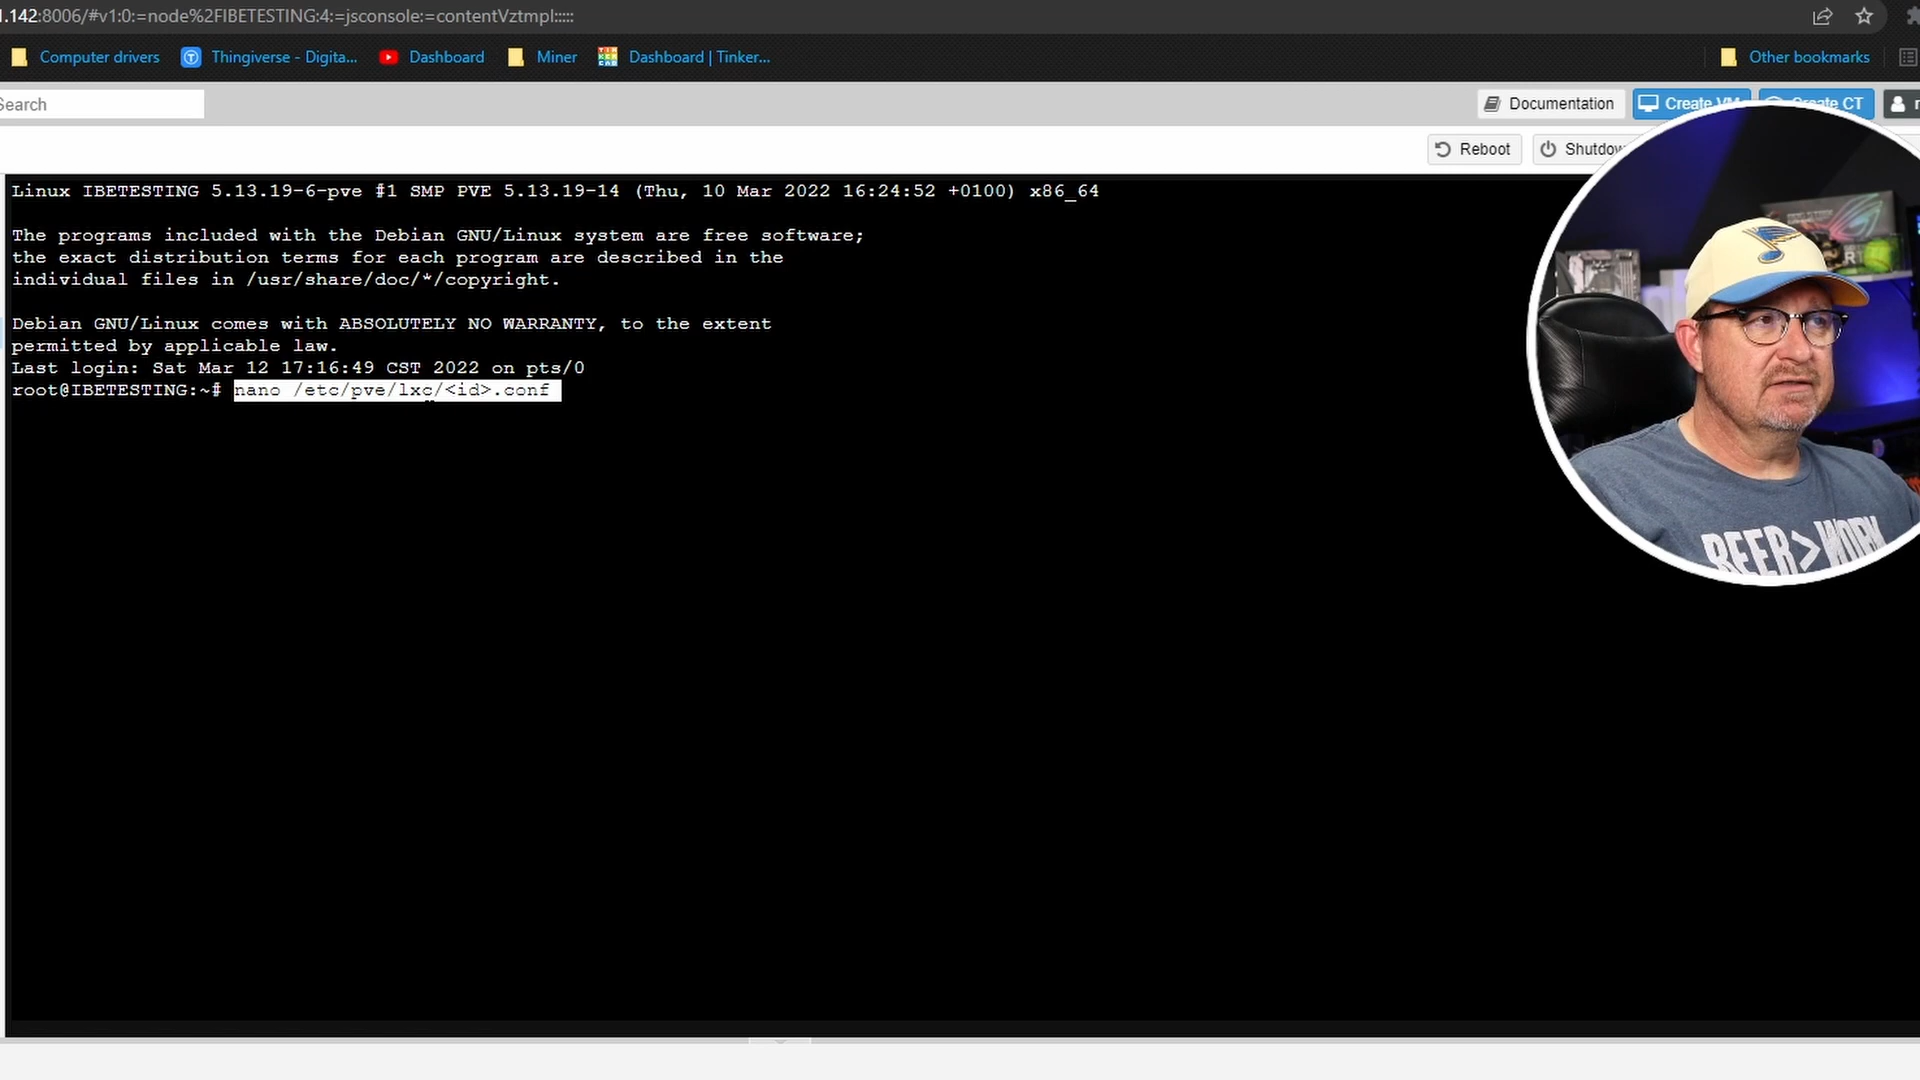 1.142:8006/#v1:0:=node%2FIBETESTING:4:=jsconsole:=contentVztmpl:::::
Computer drivers Thingiverse - Digita... Dashboard Miner Dashboard | Tinker... Other bookmarks
Search Documentation Create VM Create CT
Reboot Shutdow
Linux IBETESTING 5.13.19-6-pve #1 SMP PVE 5.13.19-14 (Thu, 10 Mar 2022 16:24:52 +0100) x86_64
The programs included with the Debian GNU/Linux system are free software;
the exact distribution terms for each program are described in the
individual files in /usr/share/doc/*/copyright.
Debian GNU/Linux comes with ABSOLUTELY NO WARRANTY, to the extent
permitted by applicable law.
Last login: Sat Mar 12 17:16:49 CST 2022 on pts/0
root@IBETESTING:~# nano /etc/pve/lxc/<id>.conf
BEER>WORK